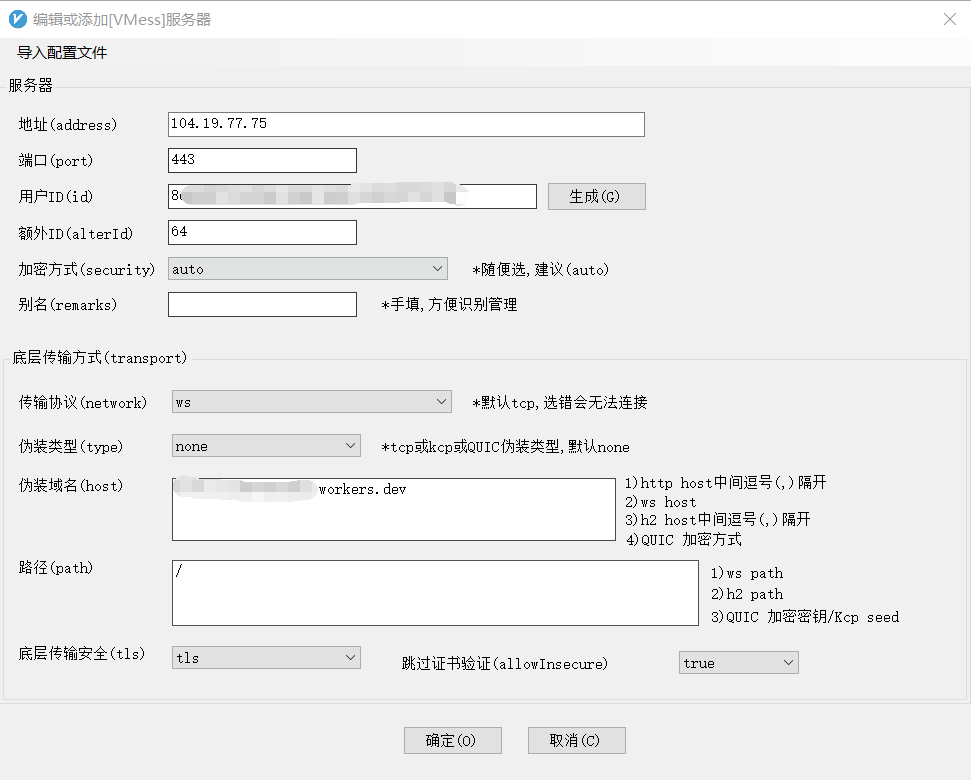 编辑或添加[VMess]服务器
导入配置文件
服务器
地址(address) 104.19.77.75
端口(port) 443
用户ID(id) 8 生成(G)
额外ID(alterId) 64
加密方式(security) auto *随便选,建议(auto)
别名(remarks) *手填,方便识别管理
底层传输方式(transport)
传输协议(network) ws *默认tcp,选错会无法连接
伪装类型(type) none *tcp或kcp或QUIC伪装类型,默认none
伪装域名(host) workers.dev 1)http host中间逗号(,)隔开
2)ws host
3)h2 host中间逗号(,)隔开
4)QUIC 加密方式
路径(path) / 1)ws path
2)h2 path
3)QUIC 加密密钥/Kcp seed
底层传输安全(tls) tls 跳过证书验证(allowInsecure) true
确定(O) 取消(C)